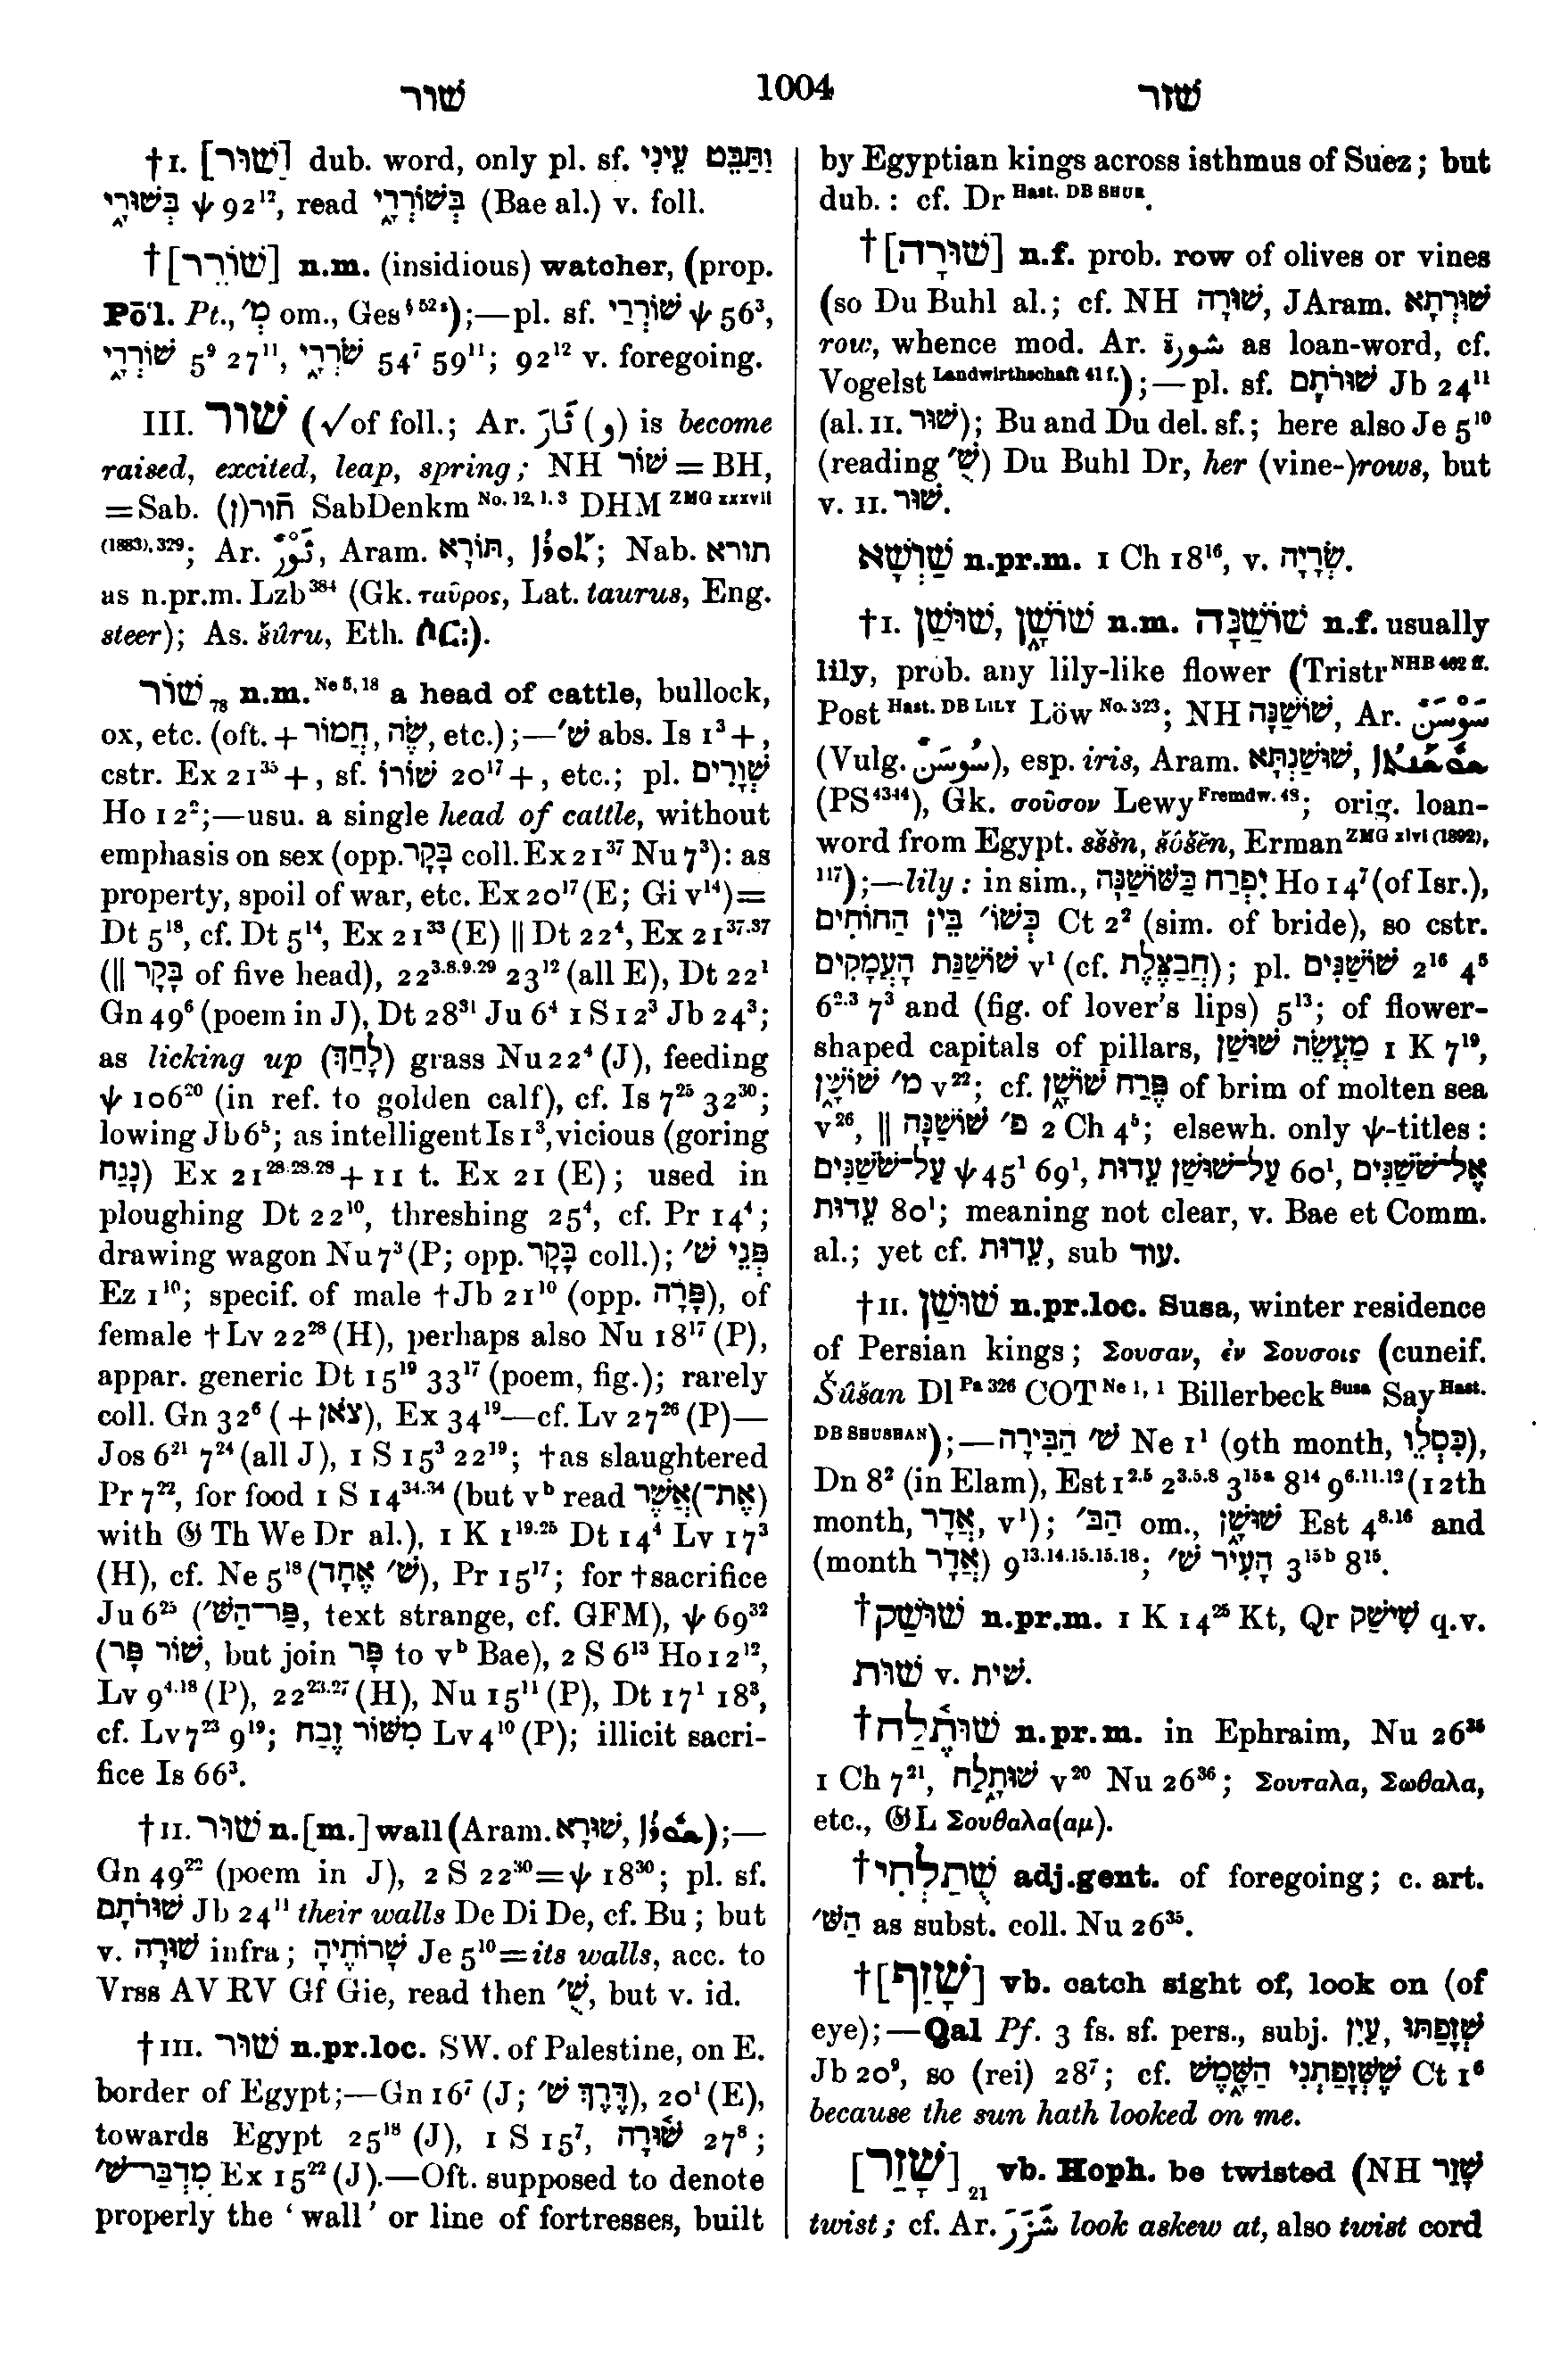 שׁור
1004
שׁזר
†I. [שׁוּר] dub. word, only pl. sf. וַתַּבֵּט עֵינִי
בְּשׁוּרָי ψ 92¹², read בְּשׁוֹרְרָי (Bae al.) v. foll.
†[שׁוֹרֵר] n.m. (insidious) watcher, (prop.
Pō'l. Pt., מְ׳ om., Ges§ 52s);—pl. sf. שׁוֹרְרַי ψ 56³,
שׁוֹרְרָי 5⁹ 27¹¹, שֹׁרְרָי 54⁷ 59¹¹; 92¹² v. foregoing.
III. שׁור (√of foll.; Ar. ثَارَ (و) is become
raised, excited, leap, spring; NH שׁוֹר = BH,
=Sab. תֿור(ן) SabDenkm No. 12, l. 3 DHM ZMG xxxvii
(1883), 329; Ar. ثَوْرٌ, Aram. תּוֹרָא, ܬܘܪܐ; Nab. תורא
as n.pr.m. Lzb³⁸⁴ (Gk. ταῦρος, Lat. taurus, Eng.
steer); As. šûru, Eth. ሶር፡).
שׁוֹר₇₈ n.m. Ne 5, 18 a head of cattle, bullock,
ox, etc. (oft. + חֲמוֹר, שֶׂה, etc.);—שׁ׳ abs. Is 1³+,
cstr. Ex 21³⁵+, sf. שׁוֹרוֹ 20¹⁷+, etc.; pl. שְׁוָרִים
Ho 12²;—usu. a single head of cattle, without
emphasis on sex (opp. בָּקָר coll. Ex 21³⁷ Nu 7³): as
property, spoil of war, etc. Ex 20¹⁷ (E; Gi v¹⁴)=
Dt 5¹⁸, cf. Dt 5¹⁴, Ex 21³³ (E) || Dt 22⁴, Ex 21³⁷·³⁷
(|| בָּקָר of five head), 22³·⁸·⁹·²⁹ 23¹² (all E), Dt 22¹
Gn 49⁶ (poem in J), Dt 28³¹ Ju 6⁴ 1 S 12³ Jb 24³;
as licking up (לָחַךְ) grass Nu 22⁴ (J), feeding
ψ 106²⁰ (in ref. to golden calf), cf. Is 7²⁵ 32³⁰;
lowing Jb 6⁵; as intelligent Is 1³, vicious (goring
נָגַח) Ex 21²⁸·²⁸·²⁸+11 t. Ex 21 (E); used in
ploughing Dt 22¹⁰, threshing 25⁴, cf. Pr 14⁴;
drawing wagon Nu 7³ (P; opp. בָּקָר coll.); פְּנֵי שׁ׳
Ez 1¹⁰; specif. of male †Jb 21¹⁰ (opp. פָּרָה), of
female †Lv 22²⁸ (H), perhaps also Nu 18¹⁷ (P),
appar. generic Dt 15¹⁹ 33¹⁷ (poem, fig.); rarely
coll. Gn 32⁶ (+צֹאן), Ex 34¹⁹—cf. Lv 27²⁶ (P)—
Jos 6²¹ 7²⁴ (all J), 1 S 15³ 22¹⁹; †as slaughtered
Pr 7²², for food 1 S 14³⁴·³⁴ (but vᵇ read אֲשֶׁר(אֶת־)
with 𝔊 Th We Dr al.), 1 K 1¹⁹·²⁵ Dt 14⁴ Lv 17³
(H), cf. Ne 5¹⁸ (שׁ׳ אֶחָד), Pr 15¹⁷; for †sacrifice
Ju 6²⁵ (פַּר־הַשּׁ׳, text strange, cf. GFM), ψ 69³²
(שׁוֹר פָּר, but join פָּר to vᵇ Bae), 2 S 6¹³ Ho 12¹²,
Lv 9⁴·¹⁸ (P), 22²³·²⁷ (H), Nu 15¹¹ (P), Dt 17¹ 18³,
cf. Lv 7²³ 9¹⁹; מִשּׁוֹר זֶבַח Lv 4¹⁰ (P); illicit sacri-
fice Is 66³.
†II. שׁוּר n.[m.] wall (Aram. שׁוּרָא, ܫܘܪܐ);—
Gn 49²² (poem in J), 2 S 22³⁰=ψ 18³⁰; pl. sf.
שׁוּרֹתָם Jb 24¹¹ their walls De Di De, cf. Bu; but
v. שׁוּרָה infra; שָׁרוֹתֶיהָ Je 5¹⁰=its walls, acc. to
Vrss AV RV Gf Gie, read then שֻׁ׳, but v. id.
†III. שׁוּר n.pr.loc. SW. of Palestine, on E.
border of Egypt;—Gn 16⁷ (J; דֶּרֶךְ שׁ׳), 20¹ (E),
towards Egypt 25¹⁸ (J), 1 S 15⁷, שׁוּרָה 27⁸;
מִדְבַּר־שׁ׳ Ex 15²² (J).—Oft. supposed to denote
properly the ‘wall’ or line of fortresses, built
by Egyptian kings across isthmus of Suez; but
dub.: cf. Dr Hast. DB SHUR.
†[שׁוּרָה] n.f. prob. row of olives or vines
(so Du Buhl al.; cf. NH שׁוּרָה, JAram. שׁוּרְתָא
row, whence mod. Ar. شورة as loan-word, cf.
Vogelst Landwirthschaft 41 f.);—pl. sf. שׁוּרֹתָם Jb 24¹¹
(al. II. שׁוּר); Bu and Du del. sf.; here also Je 5¹⁰
(reading שֻׁ׳) Du Buhl Dr, her (vine-)rows, but
v. II. שׁוּר.
שַׁוְשָׁא n.pr.m. 1 Ch 18¹⁶, v. שְׂרָיָה.
†I. שׁוּשַׁן, שׁוֹשָׁן n.m. שׁוֹשַׁנָּה n.f. usually
lily, prob. any lily-like flower (Tristr NHB 462 ff.
Post Hast. DB LILY Löw No. 323; NH שׁוֹשַׁנָּה, Ar. سَوْسَن
(Vulg. سُوسَن), esp. iris, Aram. שׁוּשַׁנְתָּא, ܫܘܫܢܬܐ
(PS⁴³⁴⁴), Gk. σοῦσον Lewy Fremdw. 48; orig. loan-
word from Egypt. sššn, šôšĕn, Erman ZMG xlvi (1892),
117);—lily: in sim., יִפְרַח כַּשּׁוֹשַׁנָּה Ho 14⁷ (of Isr.),
כְּשׁוֹ׳ בֵּין הַחוֹחִים Ct 2² (sim. of bride), so cstr.
שׁוֹשַׁנַּת הָעֲמָקִים v¹ (cf. חֲבַצֶּלֶת); pl. שׁוֹשַׁנִּים 2¹⁶ 4⁵
6²·³ 7³ and (fig. of lover's lips) 5¹³; of flower-
shaped capitals of pillars, מַעֲשֵׂה שׁוּשַׁן 1 K 7¹⁹,
מ׳ שׁוֹשָׁן v²²; cf. פֶּרַח שׁוֹשָׁן of brim of molten sea
v²⁶, || פ׳ שׁוֹשַׁנָּה 2 Ch 4⁵; elsewh. only ψ-titles:
עַל־שֹׁשַׁנִּים ψ 45¹ 69¹, עַל־שׁוּשַׁן עֵדוּת 60¹, אֶל־שֹׁשַׁנִּים
עֵדוּת 80¹; meaning not clear, v. Bae et Comm.
al.; yet cf. עֵדוּת, sub עוד.
†II. שׁוּשַׁן n.pr.loc. Susa, winter residence
of Persian kings; Σουσαν, ἐν Σουσοις (cuneif.
Šûšan Dl Pa 326 COT Ne 1, 1 Billerbeck Susa Say Hast.
DB SHUSHAN);—שׁ׳ הַבִּירָה Ne 1¹ (9th month, כִּסְלֵו),
Dn 8² (in Elam), Est 1²·⁵ 2³·⁵·⁸ 3¹⁵ᵃ 8¹⁴ 9⁶·¹¹·¹² (12th
month, אֲדָר, v¹); הַבּ׳ om., שׁוּשָׁן Est 4⁸·¹⁶ and
(month אֲדָר) 9¹³·¹⁴·¹⁵·¹⁵·¹⁸; הָעִיר שׁ׳ 3¹⁵ᵇ 8¹⁵.
†שׁוּשַׁק n.pr.m. 1 K 14²⁵ Kt, Qr שִׁישַׁק q.v.
שׁוּת v. שׁית.
†שׁוּתֶלַח n.pr.m. in Ephraim, Nu 26³⁵
1 Ch 7²¹, שׁוּתָלַח v²⁰ Nu 26³⁶; Σουταλα, Σωθαλα,
etc., 𝔊L Σουθαλα(αμ).
†שֻׁתַלְחִי adj.gent. of foregoing; c. art.
הַשּׁ׳ as subst. coll. Nu 26³⁵.
†[שָׁזַף] vb. catch sight of, look on (of
eye);—Qal Pf. 3 fs. sf. pers., subj. עַיִן, שְׁזָפַתּוּ
Jb 20⁹, so (rei) 28⁷; cf. שֶׁשֱּׁזָפַתְנִי הַשָּׁמֶשׁ Ct 1⁶
because the sun hath looked on me.
[שָׁזַר]₂₁ vb. Hoph. be twisted (NH שָׁזַר
twist; cf. Ar. شَزَرَ look askew at, also twist cord